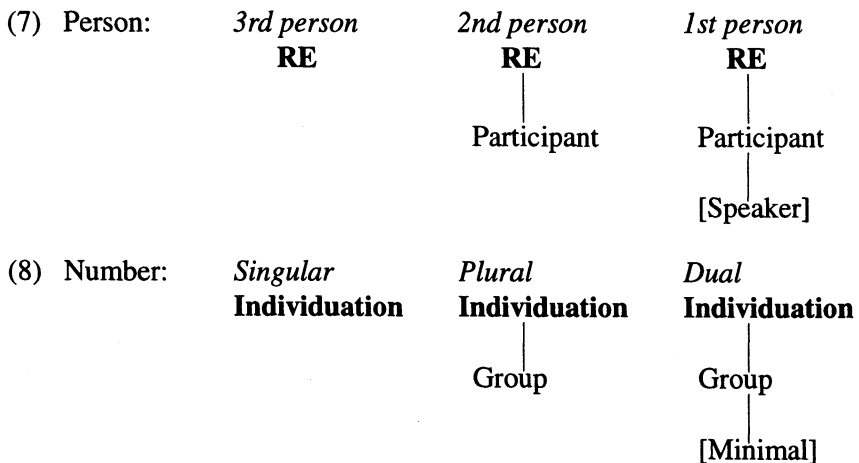 (7) Person: 3rd person 2nd person 1st person
RE RE RE
Participant Participant
[Speaker]
(8) Number: Singular Plural Dual
Individuation Individuation Individuation
Group Group
[Minimal]